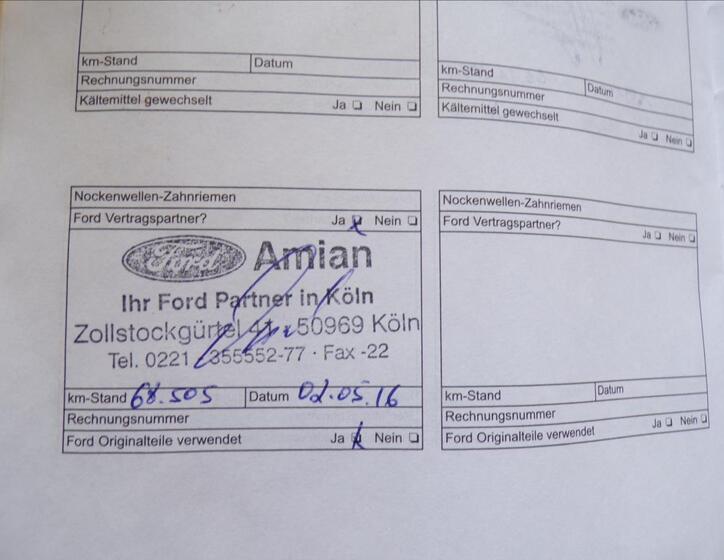 km-Stand Datum
Rechnungsnummer
Kältemittel gewechselt Ja Nein
km-Stand
Rechnungsnummer Datum
Kältemittel gewechselt
Ja Nein
Nockenwellen-Zahnriemen
Ford Vertragspartner? Ja Nein
Ford Amian
Ihr Ford Partner in Köln
Zollstockgürtel 41 50969 Köln
Tel. 0221 355552-77 · Fax -22
km-Stand 68.505 Datum 02.05.16
Rechnungsnummer
Ford Originalteile verwendet Ja Nein
Nockenwellen-Zahnriemen
Ford Vertragspartner?
Ja Nein
km-Stand Datum
Rechnungsnummer
Ford Originalteile verwendet Ja Nein